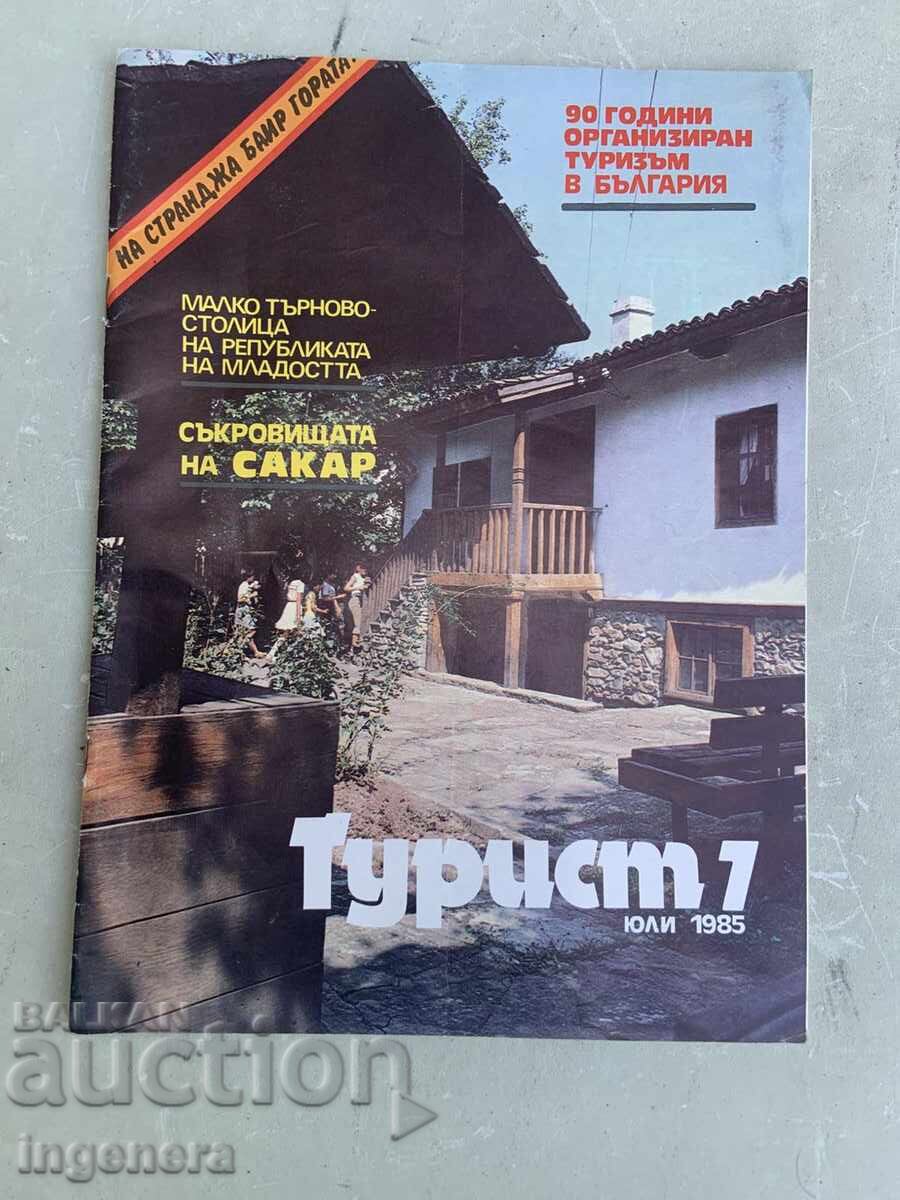 НА СТРАНДЖА БАИР ГОРАТА
90 ГОДИНИ
ОРГАНИЗИРАН
ТУРИЗЪМ
В БЪЛГАРИЯ
МАЛКО ТЪРНОВО-
СТОЛИЦА
НА РЕПУБЛИКАТА
НА МЛАДОСТТА
СЪКРОВИЩАТА
НА САКАР
Турист 7
ЮЛИ 1985
BALKAN
auction
ingenera